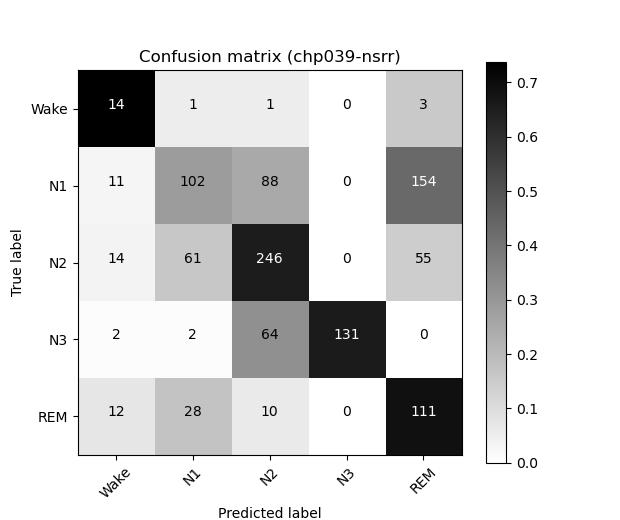 Confusion matrix (chp039-nsrr)
Wake 14 1 1 0 3
N1 11 102 88 0 154
N2 14 61 246 0 55
N3 2 2 64 131 0
REM 12 28 10 0 111
Wake N1 N2 N3 REM
Predicted label
True label
0.7
0.6
0.5
0.4
0.3
0.2
0.1
0.0